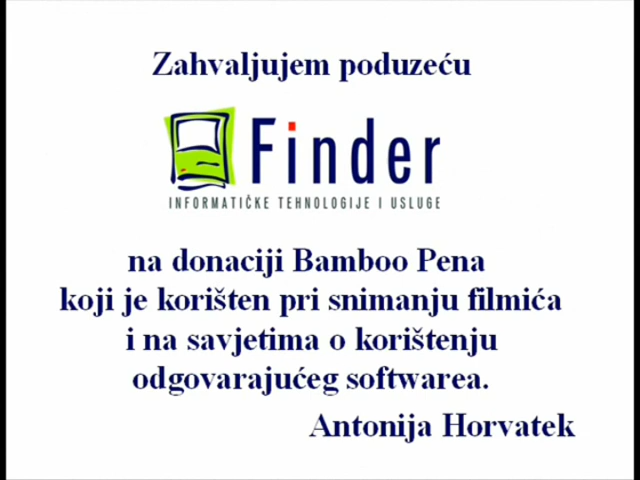 Zahvaljujem poduzeću
Finder
INFORMATIČKE TEHNOLOGIJE I USLUGE
na donaciji Bamboo Pena
koji je korišten pri snimanju filmića
i na savjetima o korištenju
odgovarajućeg softwarea.
Antonija Horvatek